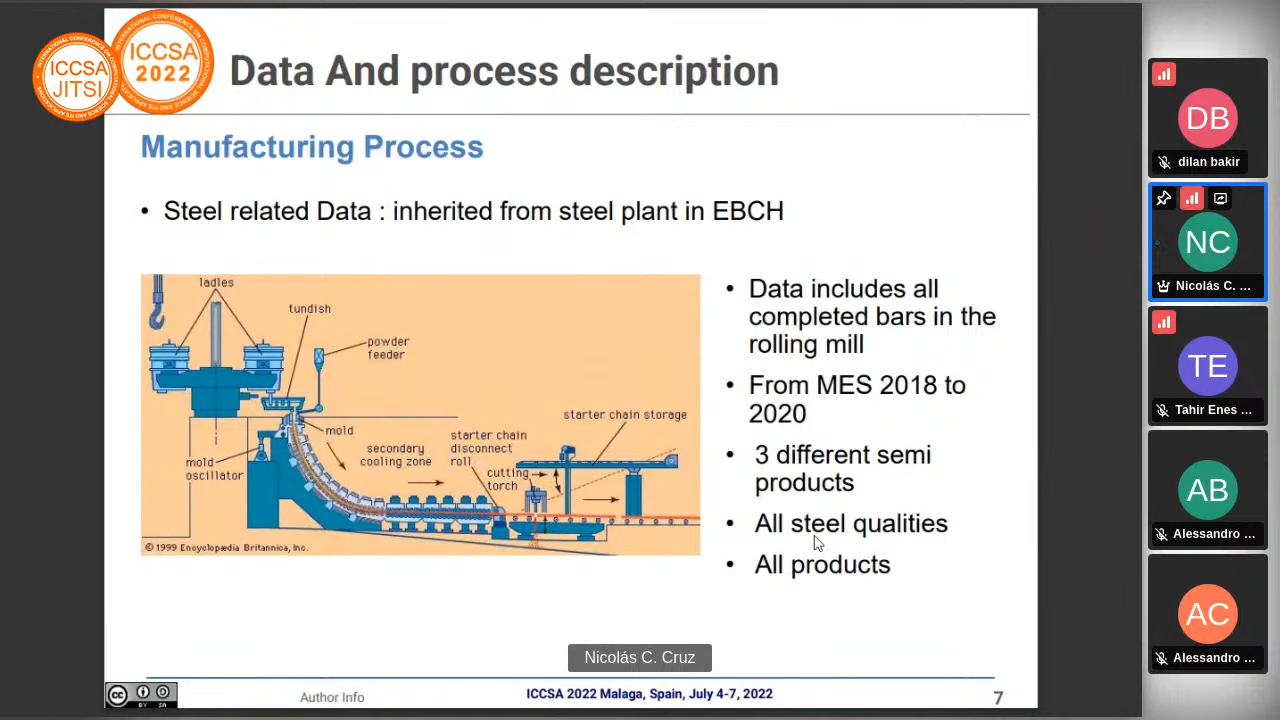 ICCSA
JITSI
ICCSA
2022
Data And process description
Manufacturing Process
• Steel related Data : inherited from steel plant in EBCH
ladles
tundish
powder
feeder
mold
mold
oscillator
secondary
cooling zone
starter chain
disconnect
roll
cutting
torch
starter chain storage
© 1999 Encyclopædia Britannica, Inc.
• Data includes all
completed bars in the
rolling mill
• From MES 2018 to
2020
• 3 different semi
products
• All steel qualities
• All products
Nicolás C. Cruz
Author Info
ICCSA 2022 Malaga, Spain, July 4-7, 2022
7
cc
BY SA
DB
dilan bakir
NC
Nicolás C. ...
TE
Tahir Enes ...
AB
Alessandro ...
AC
Alessandro ...